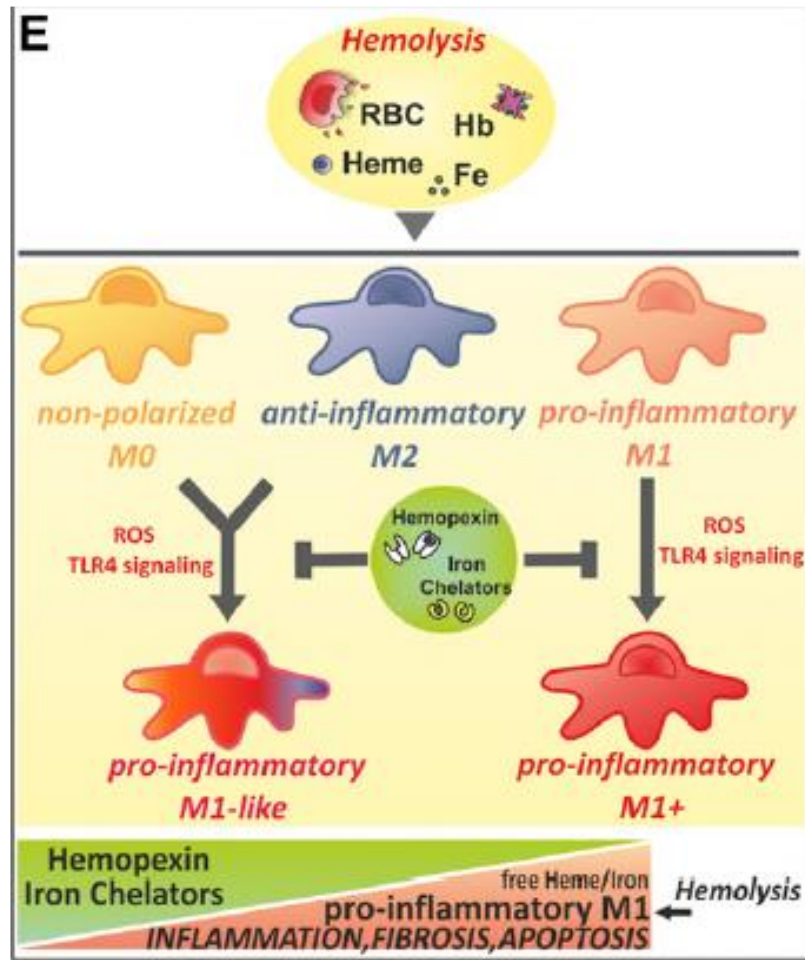 E
Hemolysis
RBC
Hb
Heme
Fe
non-polarized
M0
anti-inflammatory
M2
pro-inflammatory
M1
ROS
TLR4 signaling
Hemopexin
Iron
Chelators
ROS
TLR4 signaling
pro-inflammatory
M1-like
pro-inflammatory
M1+
Hemopexin
Iron Chelators
free Heme/Iron
pro-inflammatory M1
INFLAMMATION,FIBROSIS,APOPTOSIS
Hemolysis